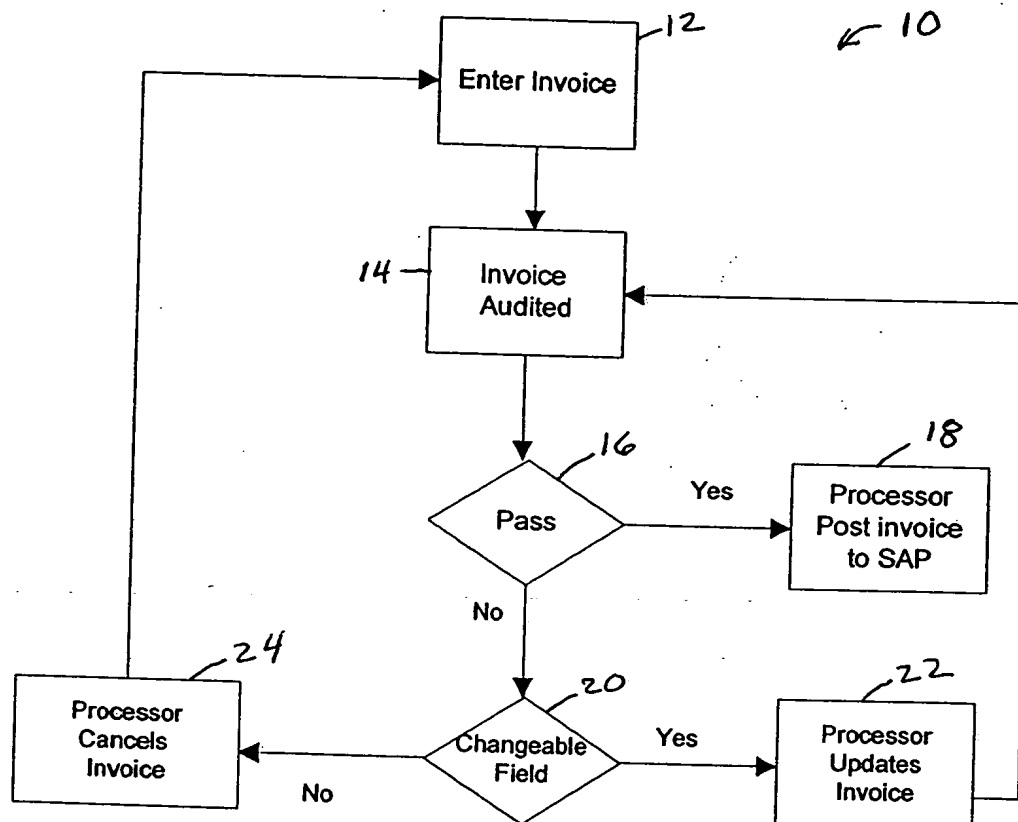 12
10
Enter Invoice
14
Invoice
Audited
16
18
Pass
Yes
Processor
Post invoice
to SAP
No
24
20
22
Processor
Cancels
Invoice
No
Changeable
Field
Yes
Processor
Updates
Invoice